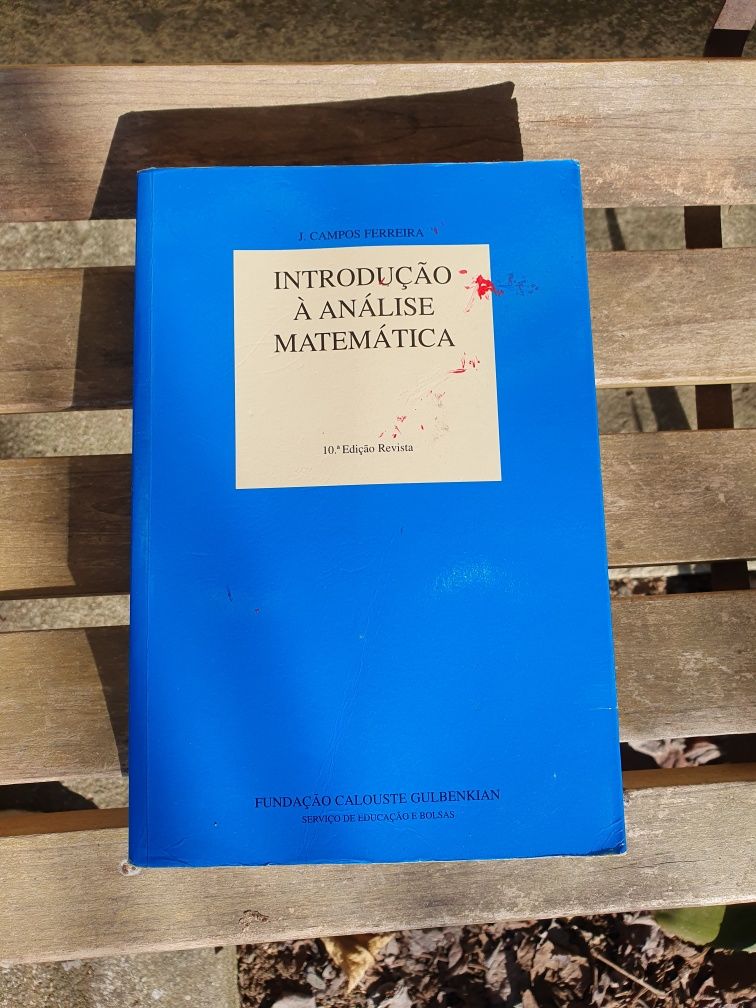 J. CAMPOS FERREIRA
INTRODUÇÃO
À ANÁLISE
MATEMÁTICA
10.ª Edição Revista
FUNDAÇÃO CALOUSTE GULBENKIAN
SERVIÇO DE EDUCAÇÃO E BOLSAS